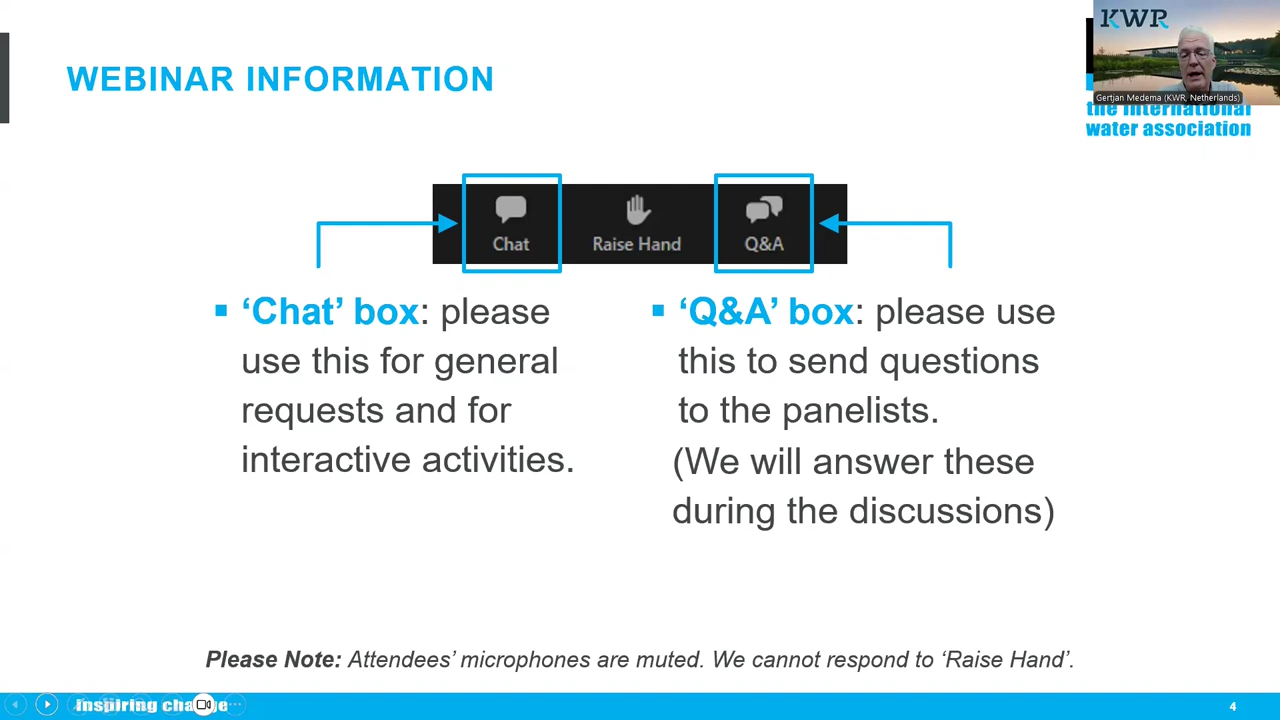 KWR
Gertjan Medema (KWR, Netherlands)
WEBINAR INFORMATION
the international
water association
Chat
Raise Hand
Q&A
▪ ‘Chat’ box: please
use this for general
requests and for
interactive activities.
▪ ‘Q&A’ box: please use
this to send questions
to the panelists.
(We will answer these
during the discussions)
Please Note: Attendees’ microphones are muted. We cannot respond to ‘Raise Hand’.
inspiring change
4